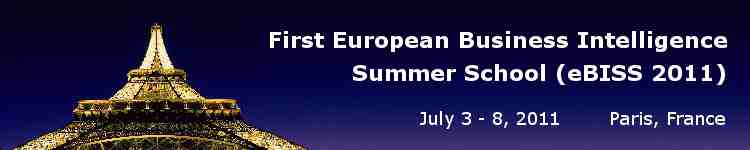 First European Business Intelligence
Summer School (eBISS 2011)
July 3 - 8, 2011 Paris, France